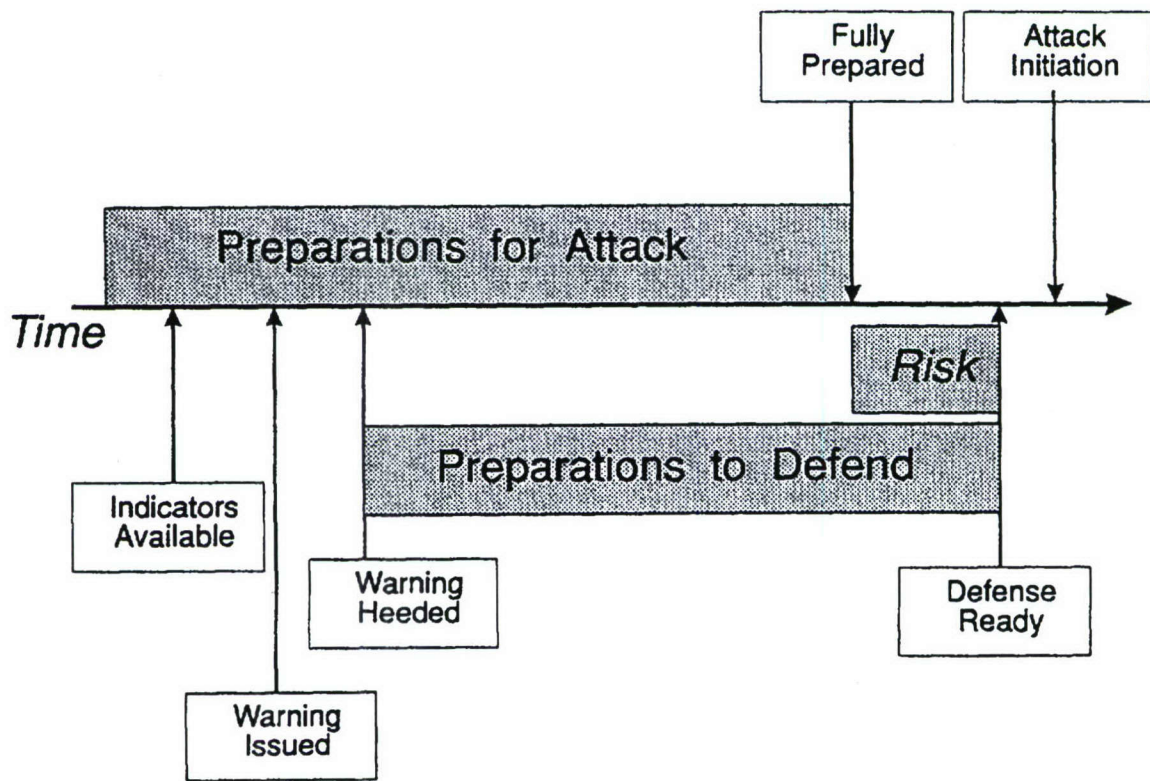 Fully
Prepared
Attack
Initiation
Preparations for Attack
Time
Risk
Preparations to Defend
Indicators
Available
Warning
Heeded
Defense
Ready
Warning
Issued